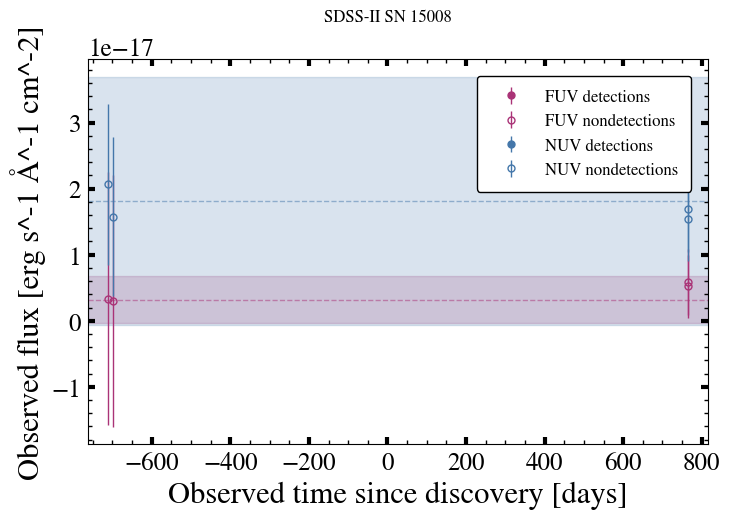 SDSS-II SN 15008
1e−17
Observed flux [erg s^-1 Å^-1 cm^-2]
3
2
1
0
−1
FUV detections
FUV nondetections
NUV detections
NUV nondetections
−600 −400 −200 0 200 400 600 800
Observed time since discovery [days]